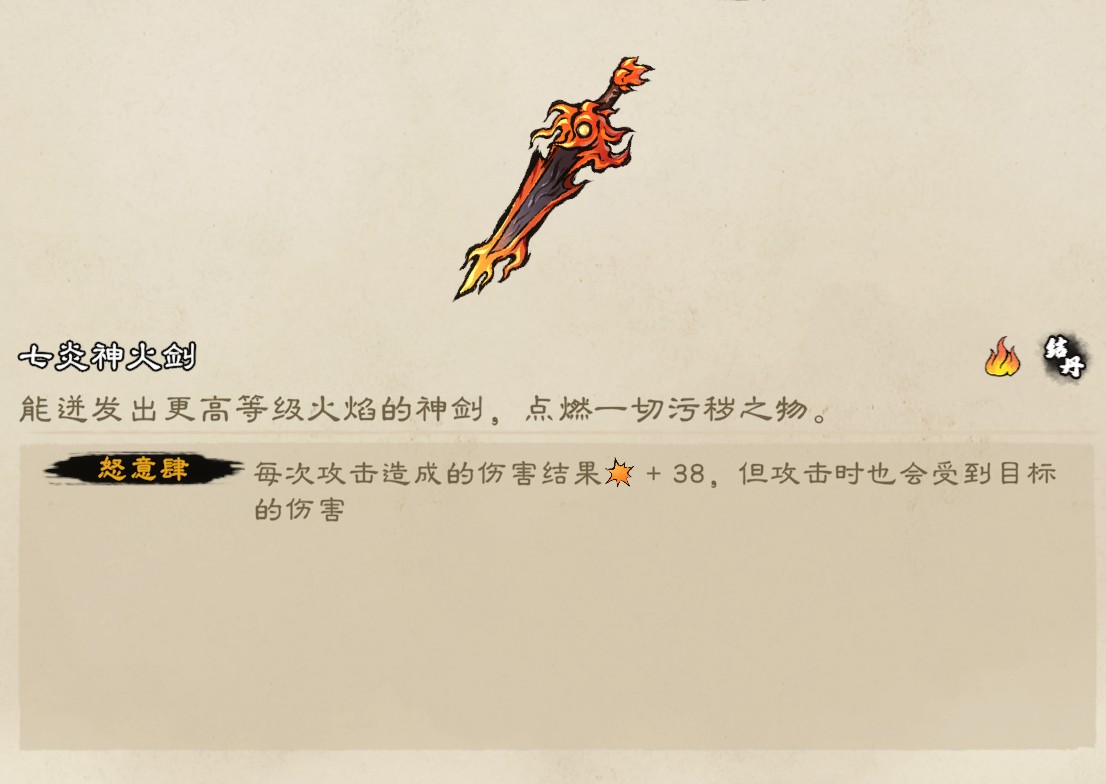 七炎神火剑
结丹
能迸发出更高等级火焰的神剑，点燃一切污秽之物。
怒意肆
每次攻击造成的伤害结果 + 38，但攻击时也会受到目标
的伤害